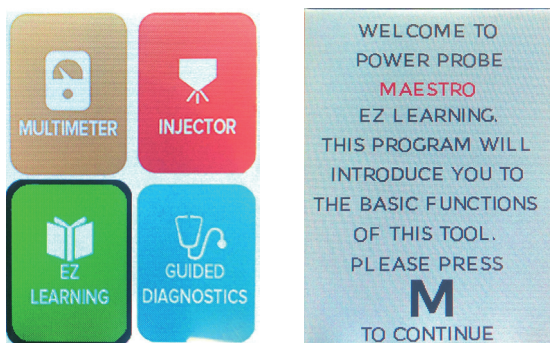 MULTIMETER
INJECTOR
EZ
LEARNING
GUIDED
DIAGNOSTICS
WELCOME TO
POWER PROBE
MAESTRO
EZ LEARNING.
THIS PROGRAM WILL
INTRODUCE YOU TO
THE BASIC FUNCTIONS
OF THIS TOOL.
PLEASE PRESS
M
TO CONTINUE